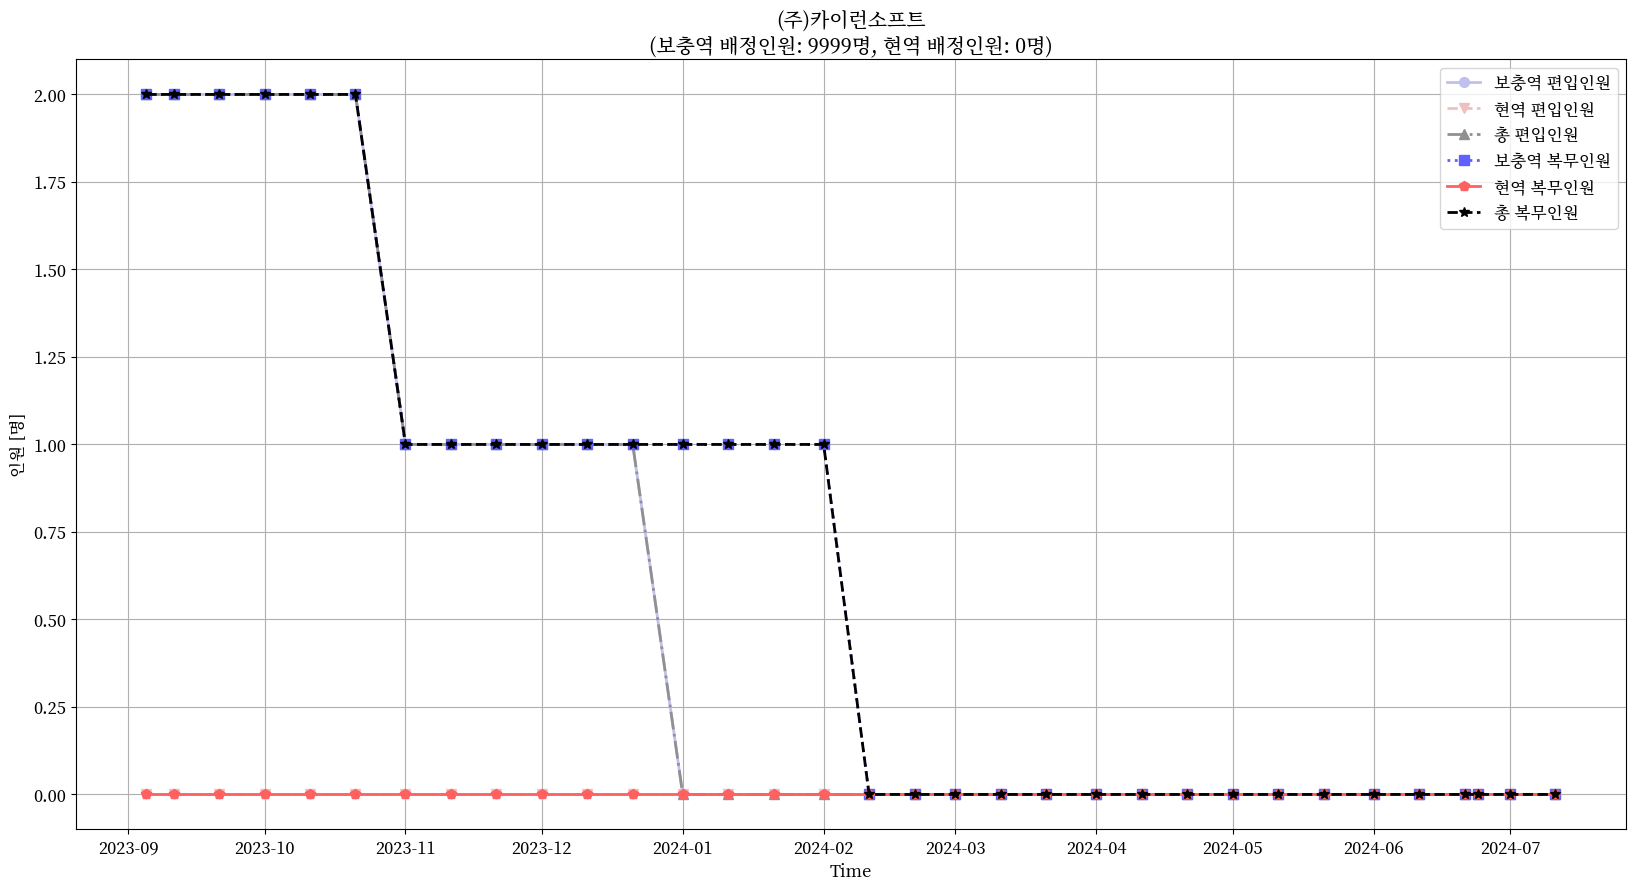 (주)카이런소프트
(보충역 배정인원: 9999명, 현역 배정인원: 0명)
보충역 편입인원
현역 편입인원
총 편입인원
보충역 복무인원
현역 복무인원
총 복무인원
인원 [명]
2.00
1.75
1.50
1.25
1.00
0.75
0.50
0.25
0.00
2023-09 2023-10 2023-11 2023-12 2024-01 2024-02 2024-03 2024-04 2024-05 2024-06 2024-07
Time